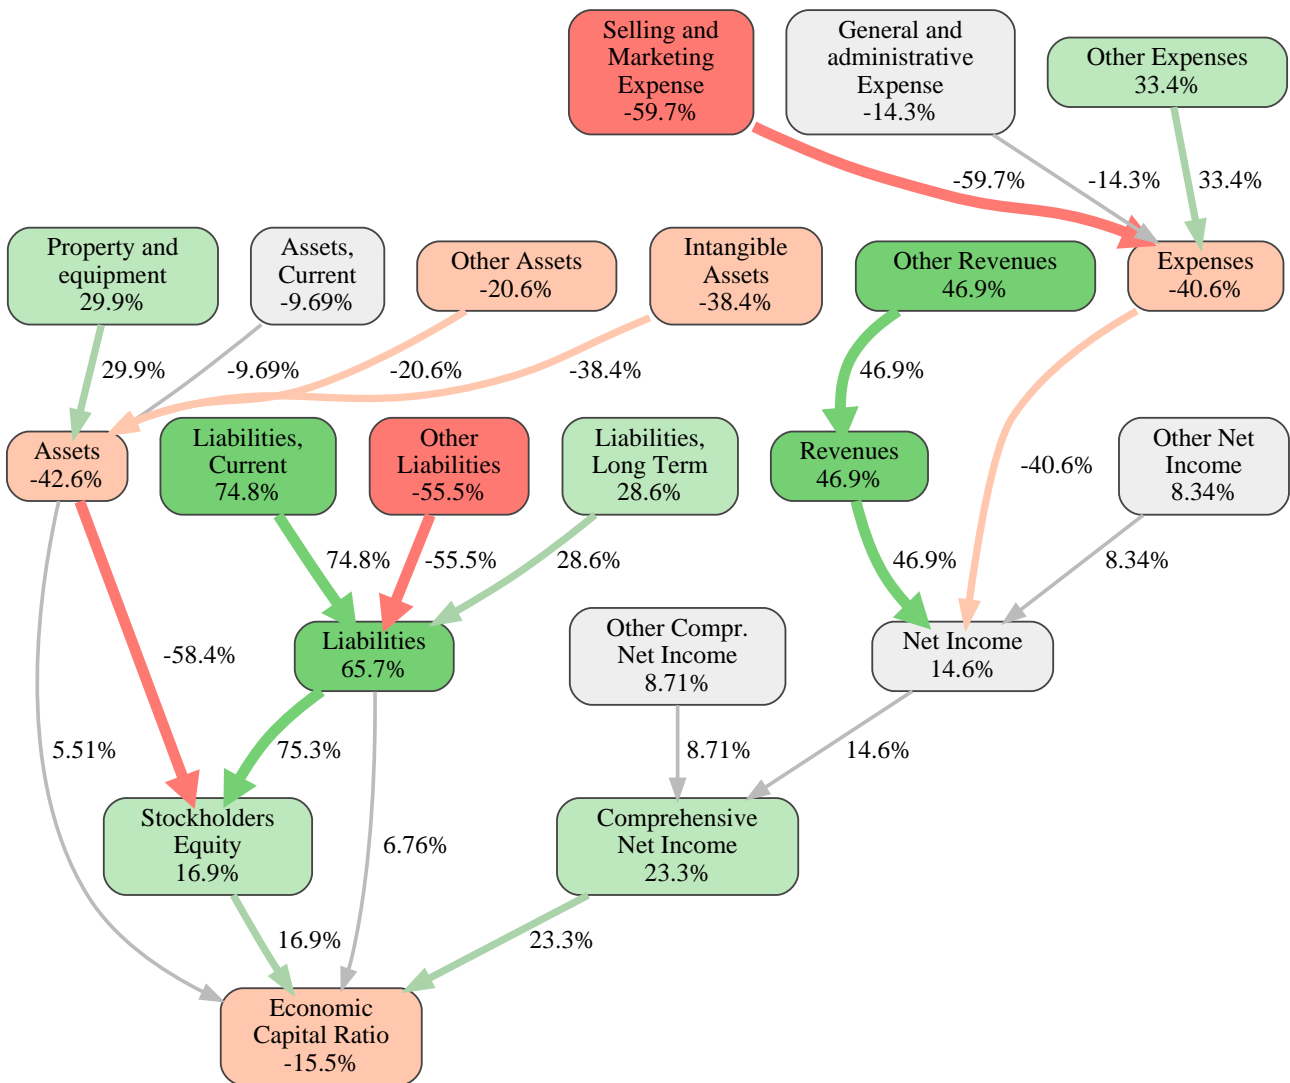 Selling and
Marketing
Expense
-59.7%
General and
administrative
Expense
-14.3%
Other Expenses
33.4%
-59.7%
-14.3%
33.4%
Property and
equipment
29.9%
Assets,
Current
-9.69%
Other Assets
-20.6%
Intangible
Assets
-38.4%
Other Revenues
46.9%
Expenses
-40.6%
29.9%
-9.69%
-20.6%
-38.4%
46.9%
Assets
-42.6%
Liabilities,
Current
74.8%
Other
Liabilities
-55.5%
Liabilities,
Long Term
28.6%
Revenues
46.9%
-40.6%
Other Net
Income
8.34%
74.8%
-55.5%
28.6%
46.9%
8.34%
-58.4%
Liabilities
65.7%
Other Compr.
Net Income
8.71%
Net Income
14.6%
5.51%
75.3%
8.71%
14.6%
Stockholders
Equity
16.9%
6.76%
Comprehensive
Net Income
23.3%
16.9%
23.3%
Economic
Capital Ratio
-15.5%